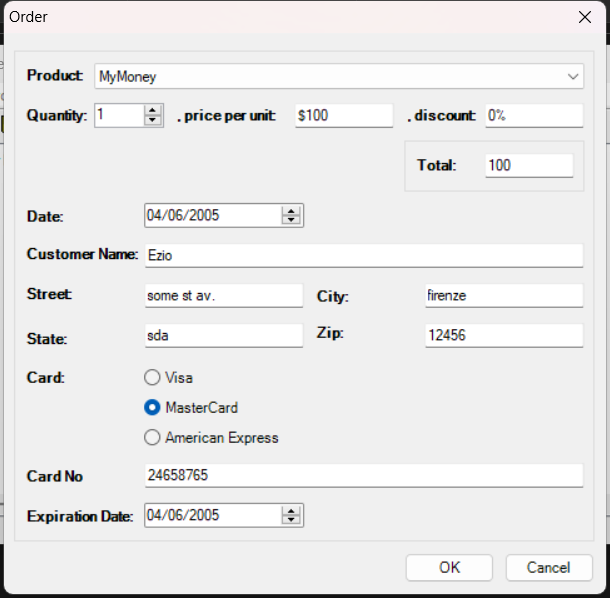 Order
Product: MyMoney
Quantity: 1 , price per unit: $100 , discount: 0%
Total: 100
Date: 04/06/2005
Customer Name: Ezio
Street: some st av. City: firenze
State: sda Zip: 12456
Card: Visa
MasterCard
American Express
Card No 24658765
Expiration Date: 04/06/2005
OK Cancel